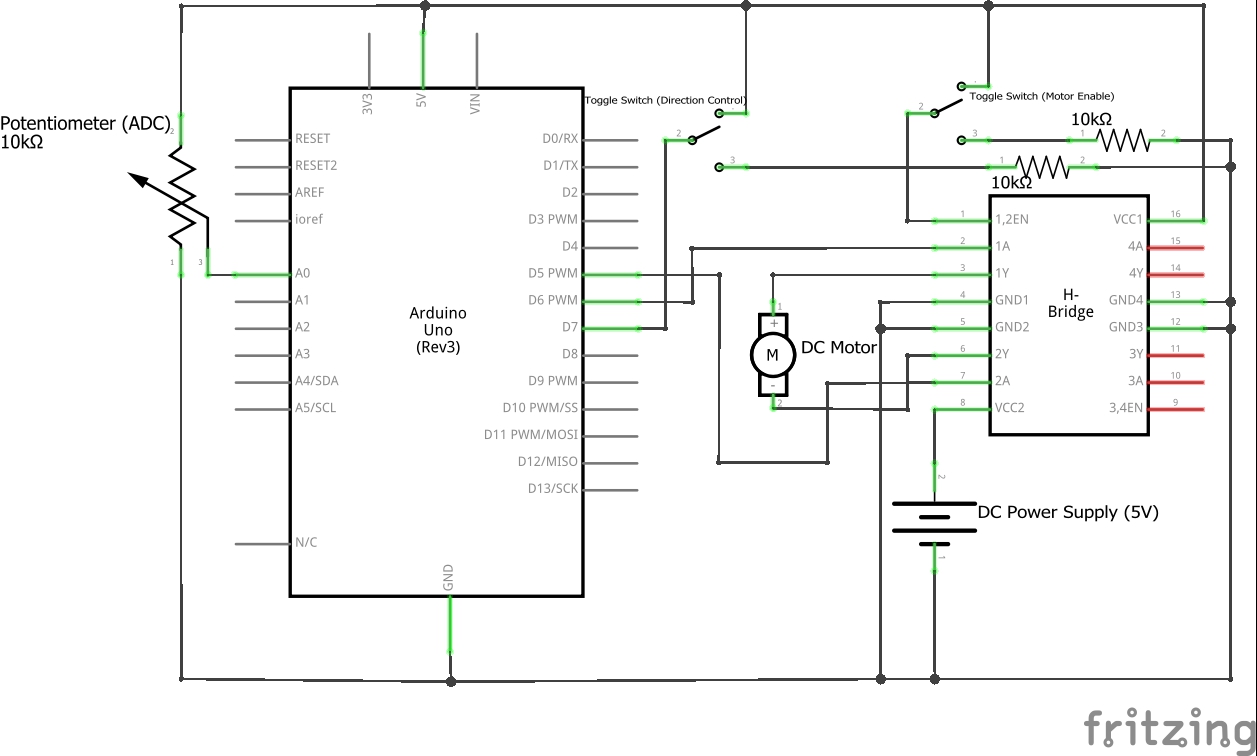 3V3
5V
VIN
Toggle Switch (Direction Control)
Toggle Switch (Motor Enable)
Potentiometer (ADC)
10kΩ
10kΩ
10kΩ
RESET
RESET2
AREF
ioref
A0
A1
A2
A3
A4/SDA
A5/SCL
N/C
GND
Arduino
Uno
(Rev3)
D0/RX
D1/TX
D2
D3 PWM
D4
D5 PWM
D6 PWM
D7
D8
D9 PWM
D10 PWM/SS
D11 PWM/MOSI
D12/MISO
D13/SCK
2
1
3
2
3
2
3
1
2
1
2
1
+
M
-
2
DC Motor
1
2
3
4
5
6
7
8
1,2EN
1A
1Y
GND1
GND2
2Y
2A
VCC2
H-
Bridge
VCC1
4A
4Y
GND4
GND3
3Y
3A
3,4EN
16
15
14
13
12
11
10
9
2
DC Power Supply (5V)
1
fritzing